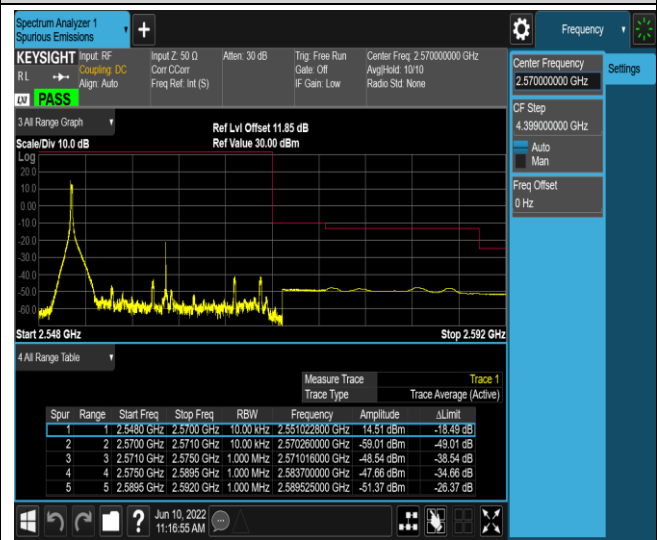 Spectrum Analyzer 1
Spurious Emissions
Frequency
KEYSIGHT Input: RF Input Z: 50 Ω Atten: 30 dB Trig: Free Run Center Freq: 2.570000000 GHz
R L Coupling: DC Corr CCorr Gate: Off Avg|Hold: 10/10
Align: Auto Freq Ref: Int (S) IF Gain: Low Radio Std: None
LNI PASS
Center Frequency
2.570000000 GHz
Settings
CF Step
4.399000000 GHz
Auto
Man
Freq Offset
0 Hz
3 All Range Graph
Ref Lvl Offset 11.85 dB
Scale/Div 10.0 dB Ref Value 30.00 dBm
Log
20.0
10.0
0.00
-10.0
-20.0
-30.0
-40.0
-50.0
-60.0
Start 2.548 GHz Stop 2.592 GHz
4 All Range Table
Measure Trace Trace 1
Trace Type Trace Average (Active)
Spur Range Start Freq Stop Freq RBW Frequency Amplitude ΔLimit
1 1 2.5480 GHz 2.5700 GHz 10.00 kHz 2.551022800 GHz 14.51 dBm -18.49 dB
2 2 2.5700 GHz 2.5710 GHz 10.00 kHz 2.570260000 GHz -59.01 dBm -49.01 dB
3 3 2.5710 GHz 2.5750 GHz 1.000 MHz 2.571016000 GHz -48.54 dBm -38.54 dB
4 4 2.5750 GHz 2.5895 GHz 1.000 MHz 2.583700000 GHz -47.66 dBm -34.66 dB
5 5 2.5895 GHz 2.5920 GHz 1.000 MHz 2.589525000 GHz -51.37 dBm -26.37 dB
?
Jun 10, 2022
11:16:55 AM